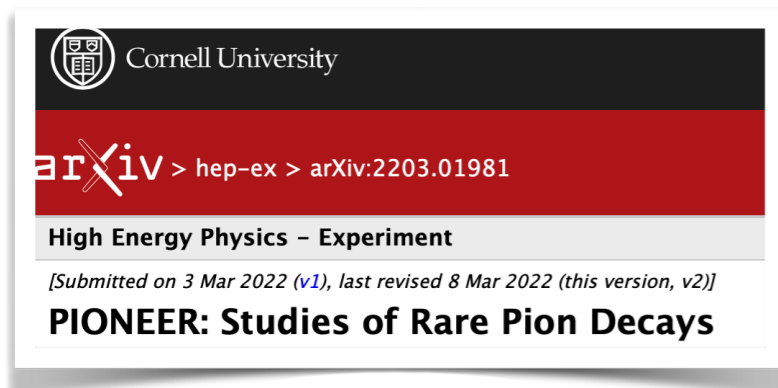 Cornell University
arXiv > hep-ex > arXiv:2203.01981
High Energy Physics – Experiment
[Submitted on 3 Mar 2022 (v1), last revised 8 Mar 2022 (this version, v2)]
PIONEER: Studies of Rare Pion Decays